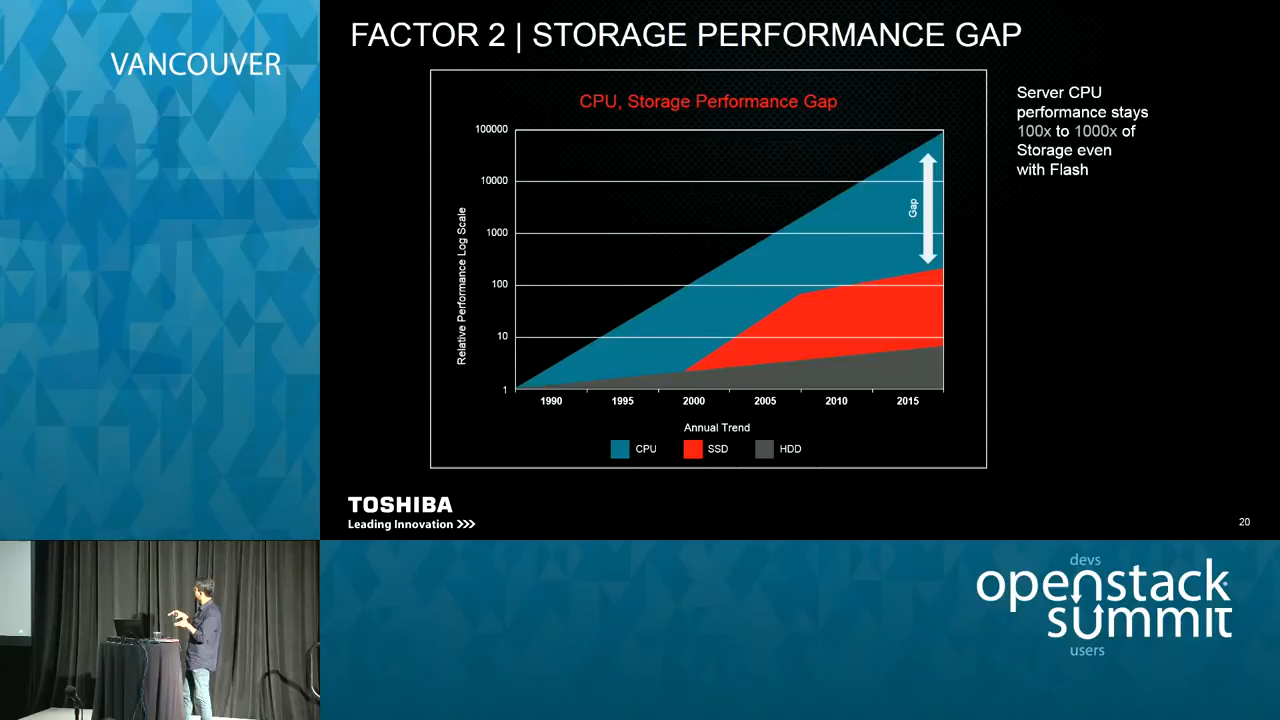 VANCOUVER
FACTOR 2 | STORAGE PERFORMANCE GAP
CPU, Storage Performance Gap
Server CPU
performance stays
100x to 1000x of
Storage even
with Flash
100000
10000
1000
100
10
1
Relative Performance Log Scale
Gap
1990 1995 2000 2005 2010 2015
Annual Trend
CPU SSD HDD
TOSHIBA
Leading Innovation >>>
20
devs
openstack
summit
users